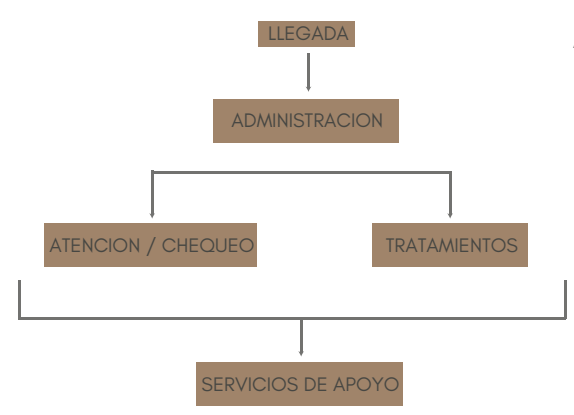 LLEGADA
ADMINISTRACION
ATENCION / CHEQUEO
TRATAMIENTOS
SERVICIOS DE APOYO